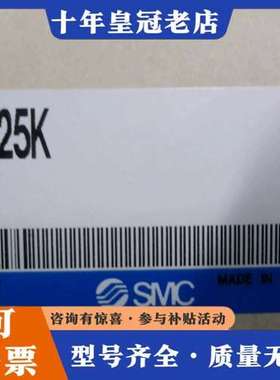 十年皇冠老店
25K
SMC
MADE IN
可
票
咨询有惊喜·参与补贴活动
型号齐全·质量无忧